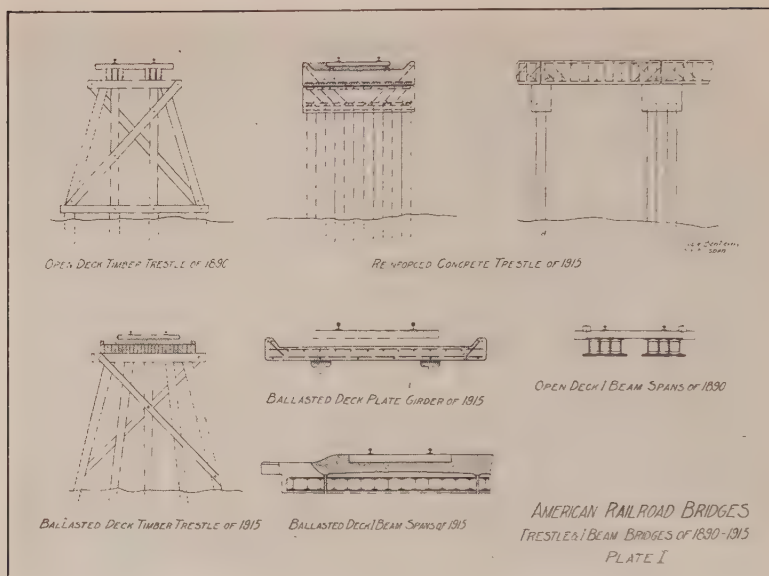 OPEN DECK TIMBER TRESTLE OF 1890
REINFORCED CONCRETE TRESTLE OF 1915
A
SPAN
BALLASTED DECK PLATE GIRDER OF 1915
OPEN DECK I BEAM SPANS OF 1890
BALLASTED DECK TIMBER TRESTLE OF 1915
BALLASTED DECK I BEAM SPANS OF 1915
AMERICAN RAILROAD BRIDGES
TRESTLE & I BEAM BRIDGES OF 1890-1915
PLATE I